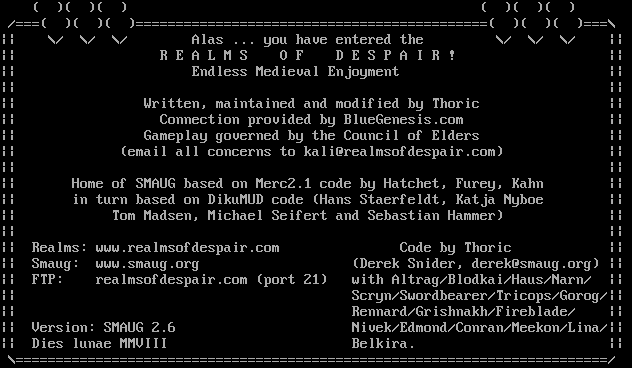 Alas ... you have entered the
R E A L M S   O F   D E S P A I R !
Endless Medieval Enjoyment
Written, maintained and modified by Thoric
Connection provided by BlueGenesis.com
Gameplay governed by the Council of Elders
(email all concerns to kali@realmsofdespair.com)
Home of SMAUG based on Merc2.1 code by Hatchet, Furey, Kahn
in turn based on DikuMUD code (Hans Staerfeldt, Katja Nyboe
Tom Madsen, Michael Seifert and Sebastian Hammer)
Realms: www.realmsofdespair.com
Smaug:  www.smaug.org
FTP:    realmsofdespair.com (port 21)
Version: SMAUG 2.6
Dies lunae MMVIII
Code by Thoric
(Derek Snider, derek@smaug.org)
with Altrag/Blodkai/Haus/Narn/
Scryn/Swordbearer/Tricops/Gorog/
Rennard/Grishnakh/Fireblade/
Nivek/Edmond/Conran/Meekon/Lina/
Belkira.